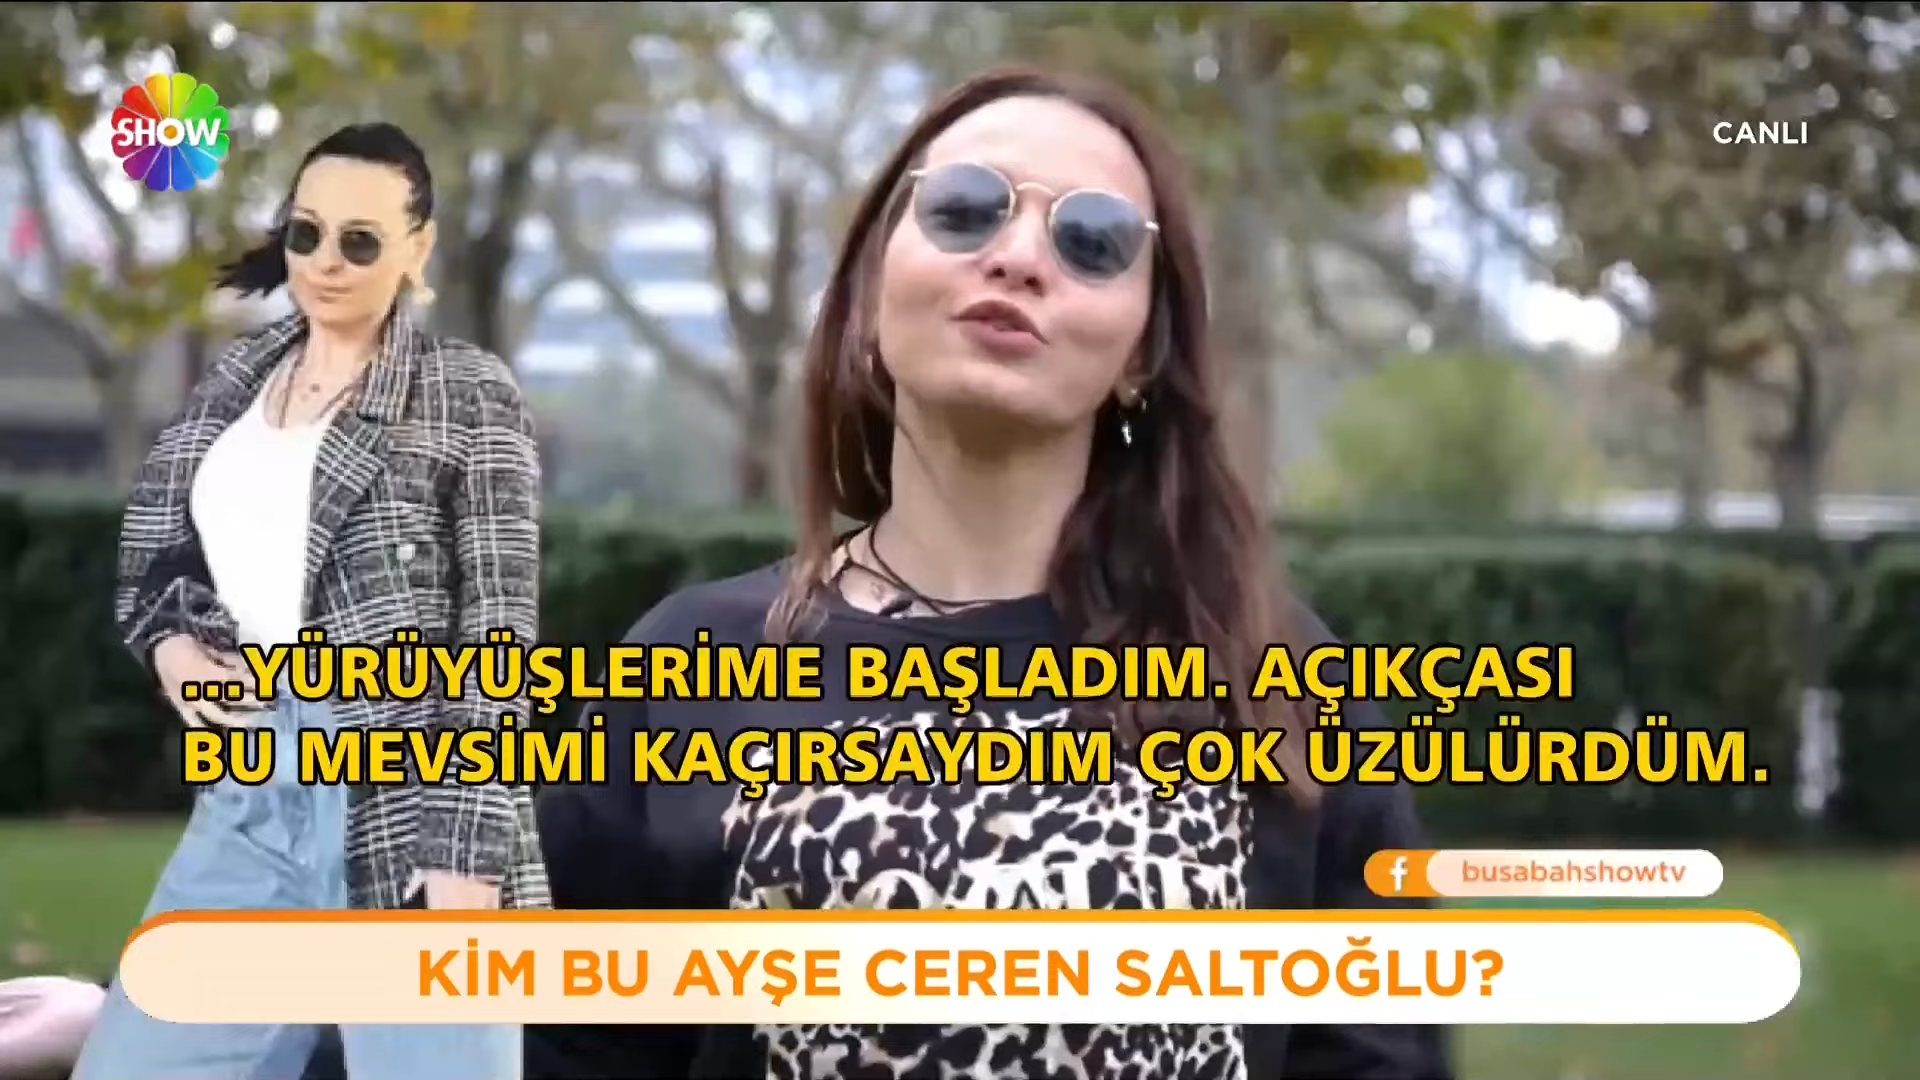 SHOW
CANLI
...YÜRÜYÜŞLERİME BAŞLADIM. AÇIKÇASI
BU MEVSİMİ KAÇIRSAYDIM ÇOK ÜZÜLÜRDÜM.
f busabahshowtv
KİM BU AYŞE CEREN SALTOĞLU?